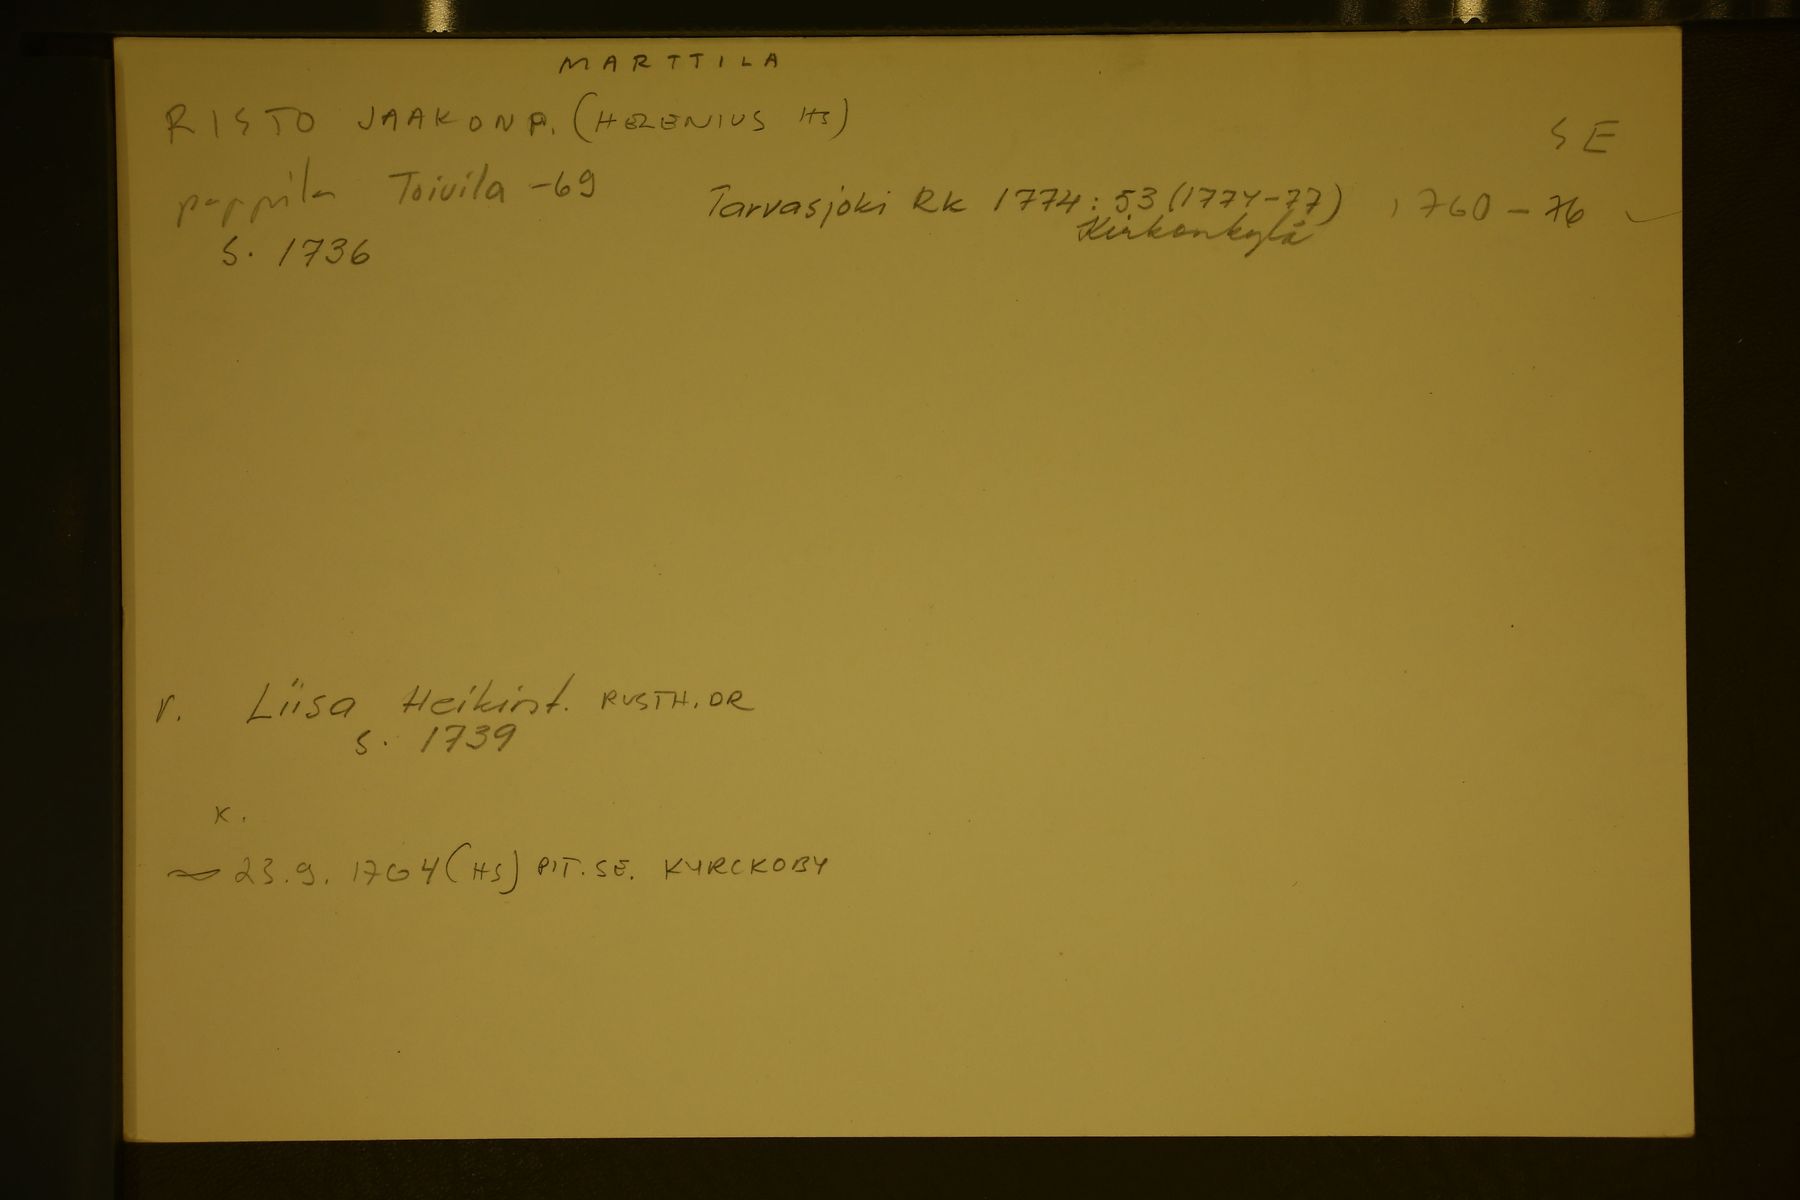 MARTTILA
RISTO JAAKONP. (HELENIUS HS)
SE
pappila Toivila -69
Tarvasjoki RK 1774:53 (1774-77) 1760-76
Kirkonkylä
S. 1736
v. Liisa Heikint. RUSTH.DR
s. 1739
K.
∾ 23.9.1764 (HS) PIT.SE. KYRCKOBY